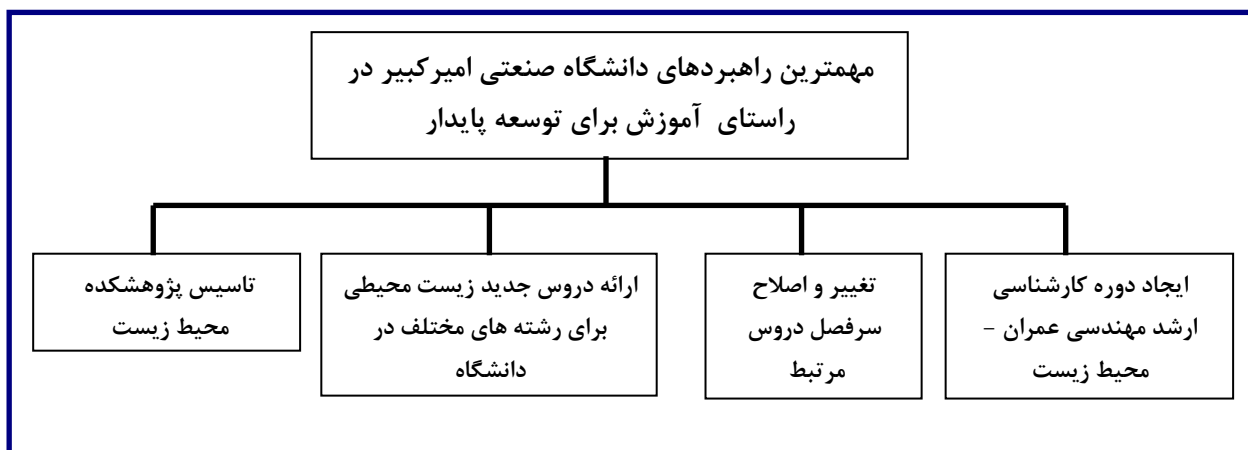 مهمترین راهبردهای دانشگاه صنعتی امیرکبیر در
راستای آموزش برای توسعه پایدار
ایجاد دوره کارشناسی
ارشد مهندسی عمران –
محیط زیست
تغییر و اصلاح
سرفصل دروس
مرتبط
ارائه دروس جدید زیست محیطی
برای رشته های مختلف در
دانشگاه
تاسیس پژوهشکده
محیط زیست